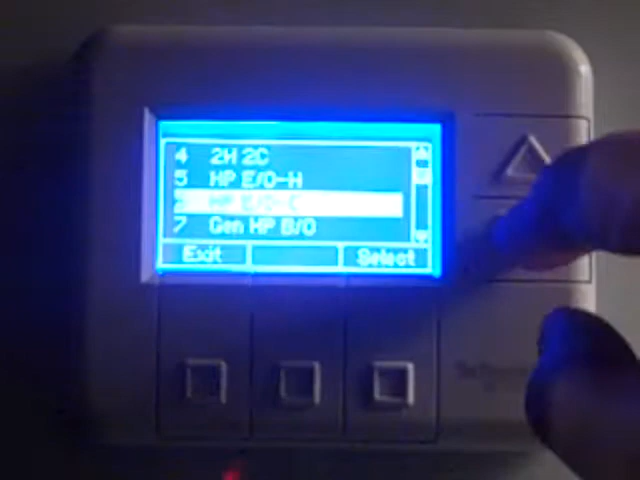 4 2H 2C
5 HP E/O-H
6 HP E/O-C
7 Gen HP B/O
Exit Select